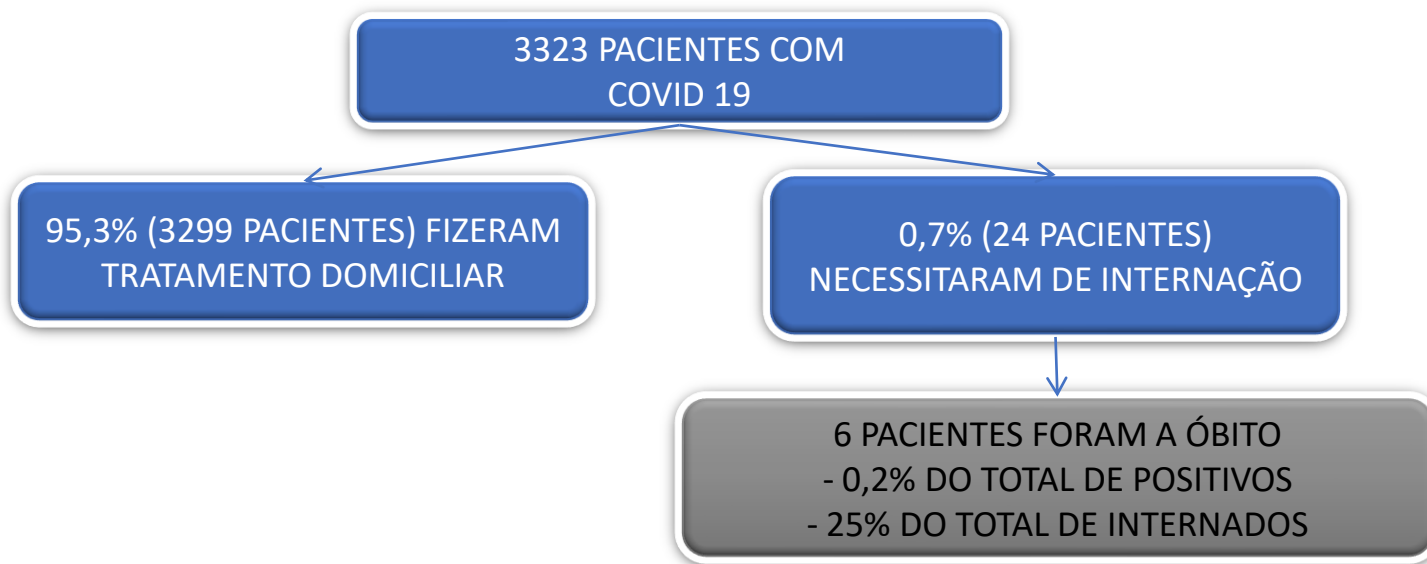 3323 PACIENTES COM
COVID 19
95,3% (3299 PACIENTES) FIZERAM
TRATAMENTO DOMICILIAR
0,7% (24 PACIENTES)
NECESSITARAM DE INTERNAÇÃO
6 PACIENTES FORAM A ÓBITO
- 0,2% DO TOTAL DE POSITIVOS
- 25% DO TOTAL DE INTERNADOS